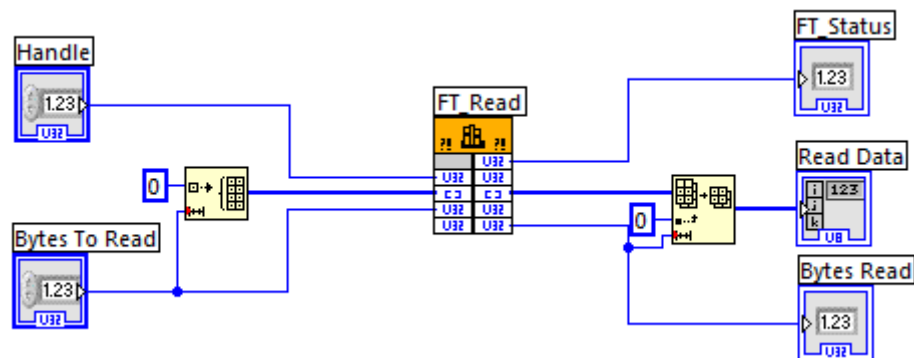 FT_Status
Handle
1.23
U32
1.23
U32
FT_Read
?! ?!
U32
U32
U32 U32
U32 U32
0
Read Data
i 123
j
k
U8
0
Bytes To Read
1.23
U32
Bytes Read
1.23
U32